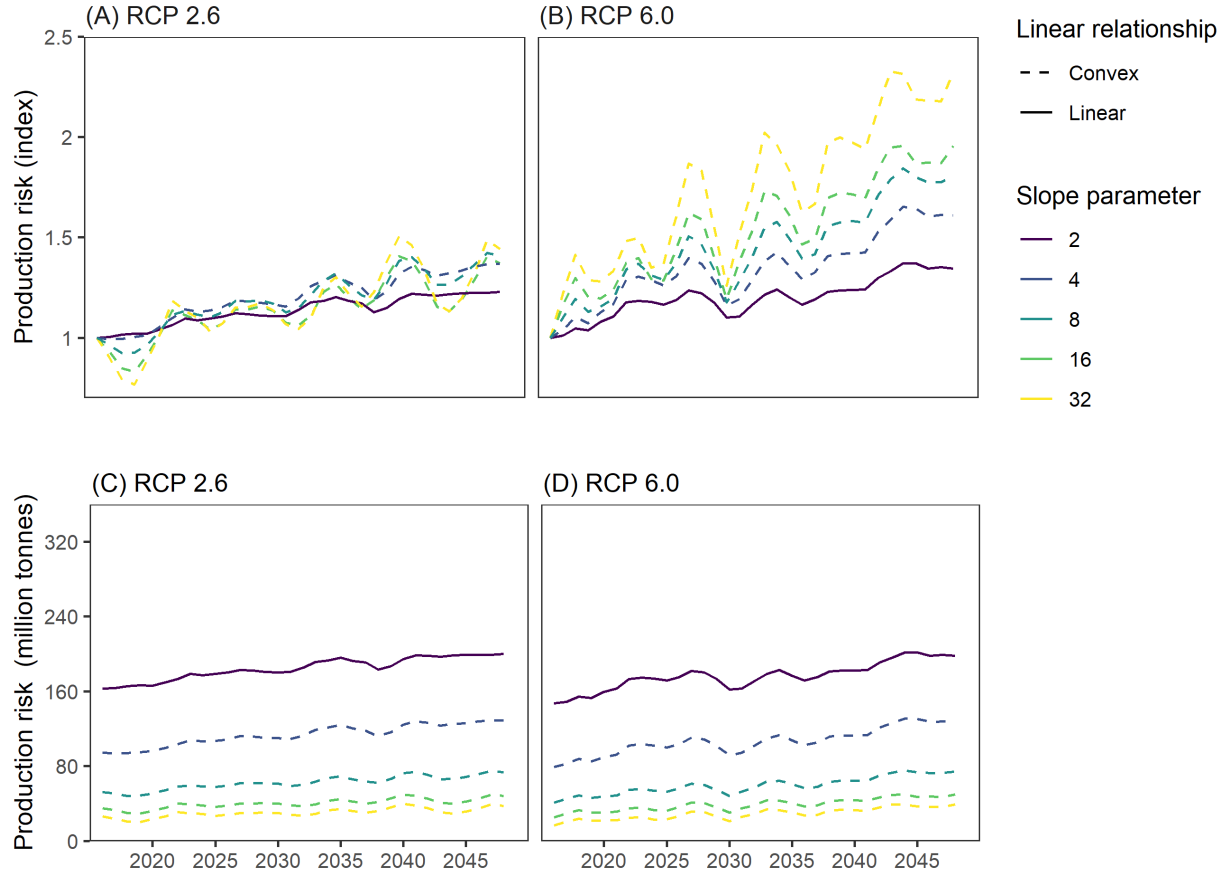 (A) RCP 2.6
(B) RCP 6.0
Production risk (index)
2.5
2
1.5
1
Linear relationship
Convex
Linear
Slope parameter
2
4
8
16
32
(C) RCP 2.6
(D) RCP 6.0
Production risk  (million tonnes)
320
240
160
80
0
2020 2025 2030 2035 2040 2045
2020 2025 2030 2035 2040 2045